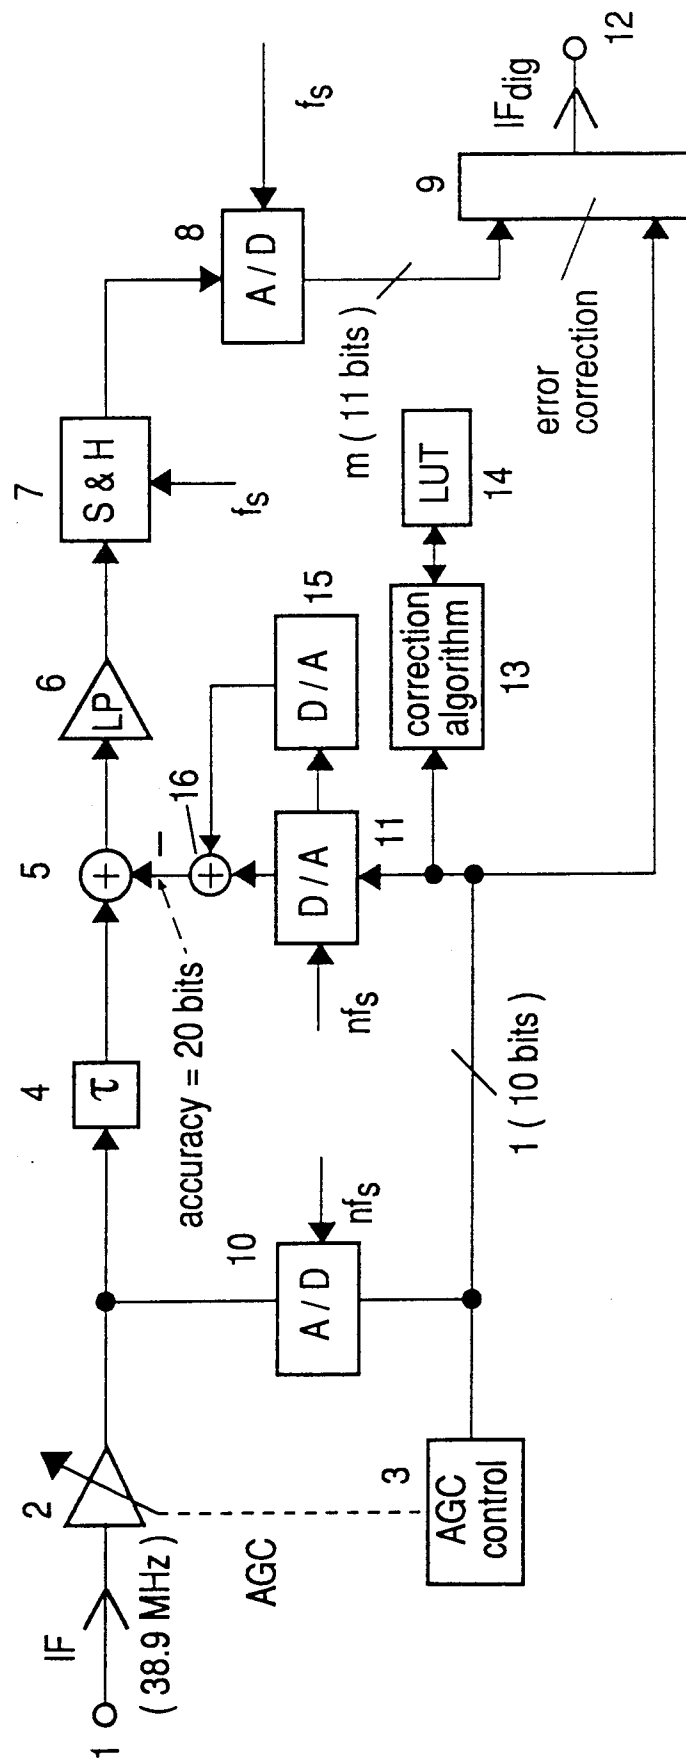 1
IF
( 38.9 MHz )
2
AGC
3
AGC
control
4
τ
10
A / D
nfs
accuracy = 20 bits
1 ( 10 bits )
5
+
−
16
+
D / A
nfs
11
D / A
15
6
LP
7
S & H
fs
correction
algorithm
13
LUT
14
8
A / D
fs
m ( 11 bits )
error
correction
9
IFdig
12